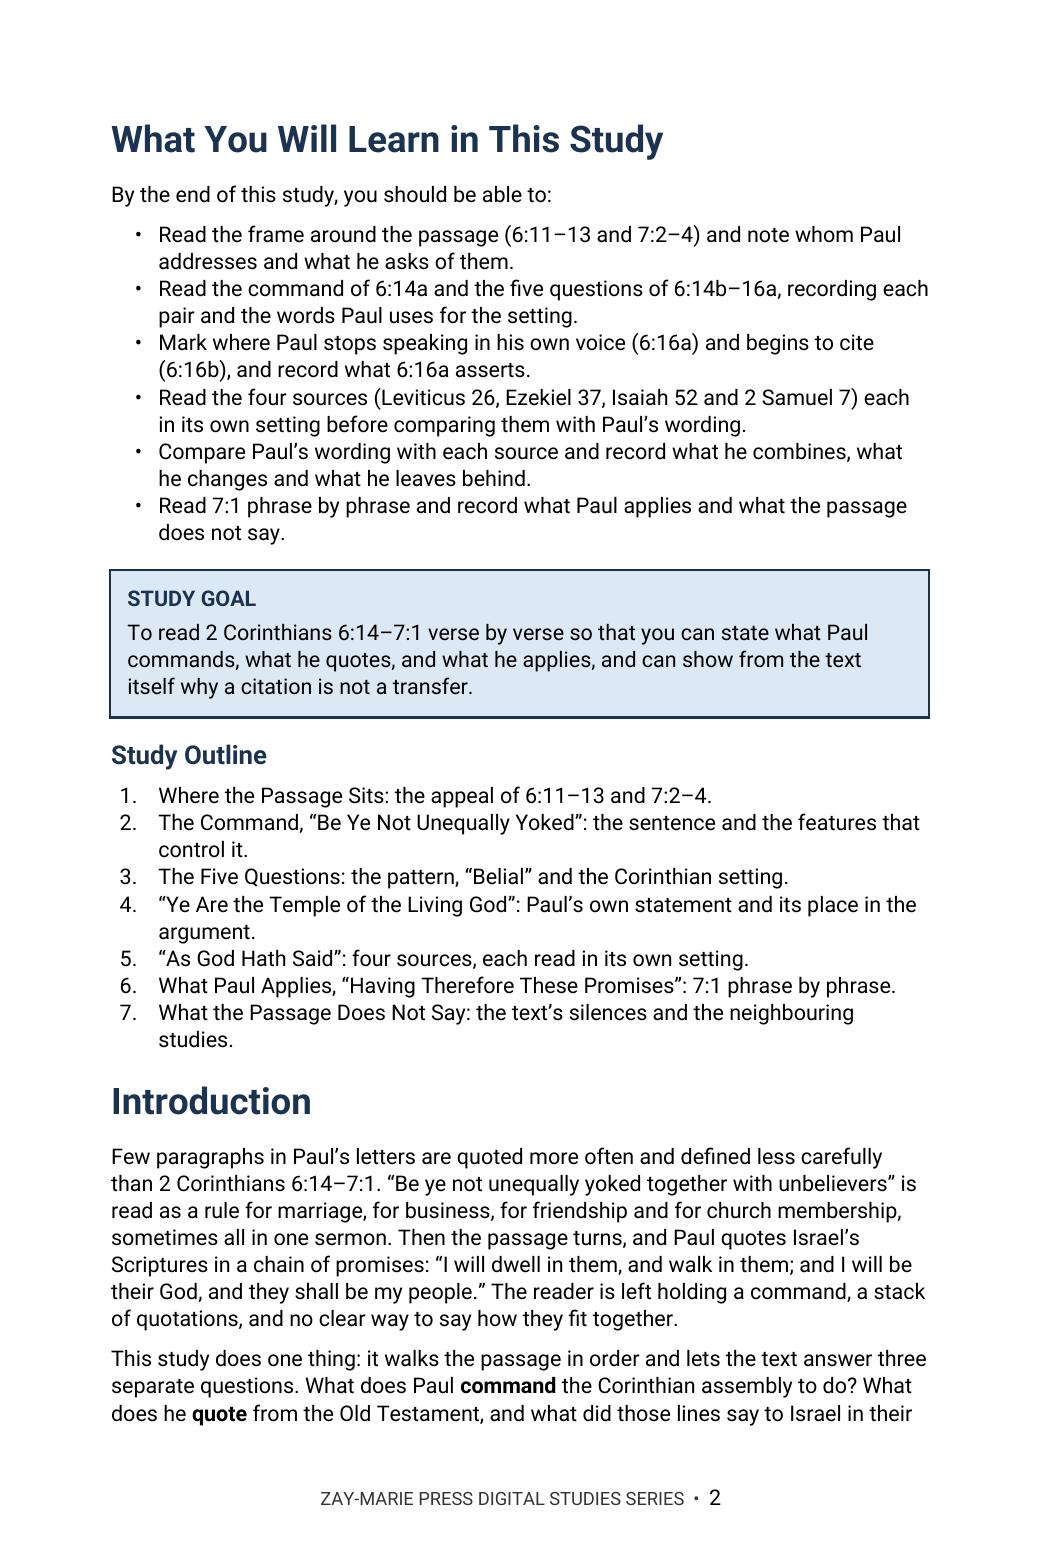 What You Will Learn in This Study
By the end of this study, you should be able to:
• Read the frame around the passage (6:11–13 and 7:2–4) and note whom Paul
addresses and what he asks of them.
• Read the command of 6:14a and the five questions of 6:14b–16a, recording each
pair and the words Paul uses for the setting.
• Mark where Paul stops speaking in his own voice (6:16a) and begins to cite
(6:16b), and record what 6:16a asserts.
• Read the four sources (Leviticus 26, Ezekiel 37, Isaiah 52 and 2 Samuel 7) each
in its own setting before comparing them with Paul’s wording.
• Compare Paul’s wording with each source and record what he combines, what
he changes and what he leaves behind.
• Read 7:1 phrase by phrase and record what Paul applies and what the passage
does not say.
STUDY GOAL
To read 2 Corinthians 6:14–7:1 verse by verse so that you can state what Paul
commands, what he quotes, and what he applies, and can show from the text
itself why a citation is not a transfer.
Study Outline
1. Where the Passage Sits: the appeal of 6:11–13 and 7:2–4.
2. The Command, “Be Ye Not Unequally Yoked”: the sentence and the features that
control it.
3. The Five Questions: the pattern, “Belial” and the Corinthian setting.
4. “Ye Are the Temple of the Living God”: Paul’s own statement and its place in the
argument.
5. “As God Hath Said”: four sources, each read in its own setting.
6. What Paul Applies, “Having Therefore These Promises”: 7:1 phrase by phrase.
7. What the Passage Does Not Say: the text’s silences and the neighbouring
studies.
Introduction
Few paragraphs in Paul’s letters are quoted more often and defined less carefully
than 2 Corinthians 6:14–7:1. “Be ye not unequally yoked together with unbelievers” is
read as a rule for marriage, for business, for friendship and for church membership,
sometimes all in one sermon. Then the passage turns, and Paul quotes Israel’s
Scriptures in a chain of promises: “I will dwell in them, and walk in them; and I will be
their God, and they shall be my people.” The reader is left holding a command, a stack
of quotations, and no clear way to say how they fit together.
This study does one thing: it walks the passage in order and lets the text answer three
separate questions. What does Paul command the Corinthian assembly to do? What
does he quote from the Old Testament, and what did those lines say to Israel in their
ZAY-MARIE PRESS DIGITAL STUDIES SERIES • 2